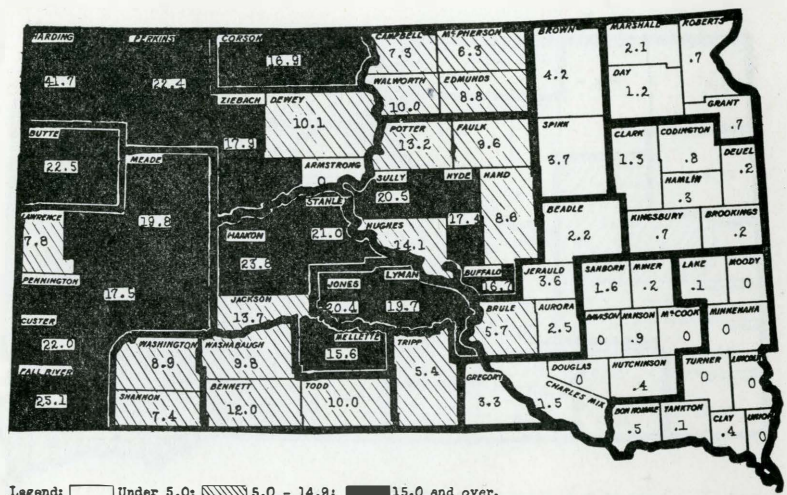 HARDING
41.7
PERKINS
22.4
CORSON
16.9
CAMPBELL
7.3
McPHERSON
6.3
BROWN
4.2
MARSHALL
2.1
ROBERTS
.7
WALWORTH
10.0
EDMUNDS
8.8
DAY
1.2
GRANT
.7
ZIEBACH
17.9
DEWEY
10.1
ARMSTRONG
0
POTTER
13.2
FAULK
9.6
SPINK
3.7
CLARK
1.3
CODINGTON
.8
HAMLIN
.3
DEUEL
.2
BUTTE
22.5
MEADE
19.8
SULLY
20.5
HYDE
HAND
8.6
BEADLE
2.2
KINGSBURY
.7
BROOKINGS
.2
LAWRENCE
7.8
HAAKON
STANLE
21.0
HUGHES
14.1
BUFFALO
16.7
JERAULD
3.6
SANBORN
1.6
MINER
.2
LAKE
.1
MOODY
0
PENNINGTON
17.5
JACKSON
13.7
JONES
20.4
LYMAN
19.7
BRULE
5.7
AURORA
2.5
DAVISON
0
HANSON
.9
McCOOK
0
MINNEHAHA
0
CUSTER
22.0
WASHINGTON
8.9
WASHABAUGH
9.8
MELLETTE
15.6
TRIPP
5.4
FALL RIVER
25.1
SHANNON
7.4
BENNETT
12.0
TODD
10.0
GREGORY
3.3
CHARLES MIX
1.5
DOUGLAS
0
HUTCHINSON
.4
TURNER
0
LINCOLN
0
BON HOMME
.5
YANKTON
.1
CLAY
.4
UNION
0
Legend: Under 5.0; 5.0 - 14.9; 15.0 and over.